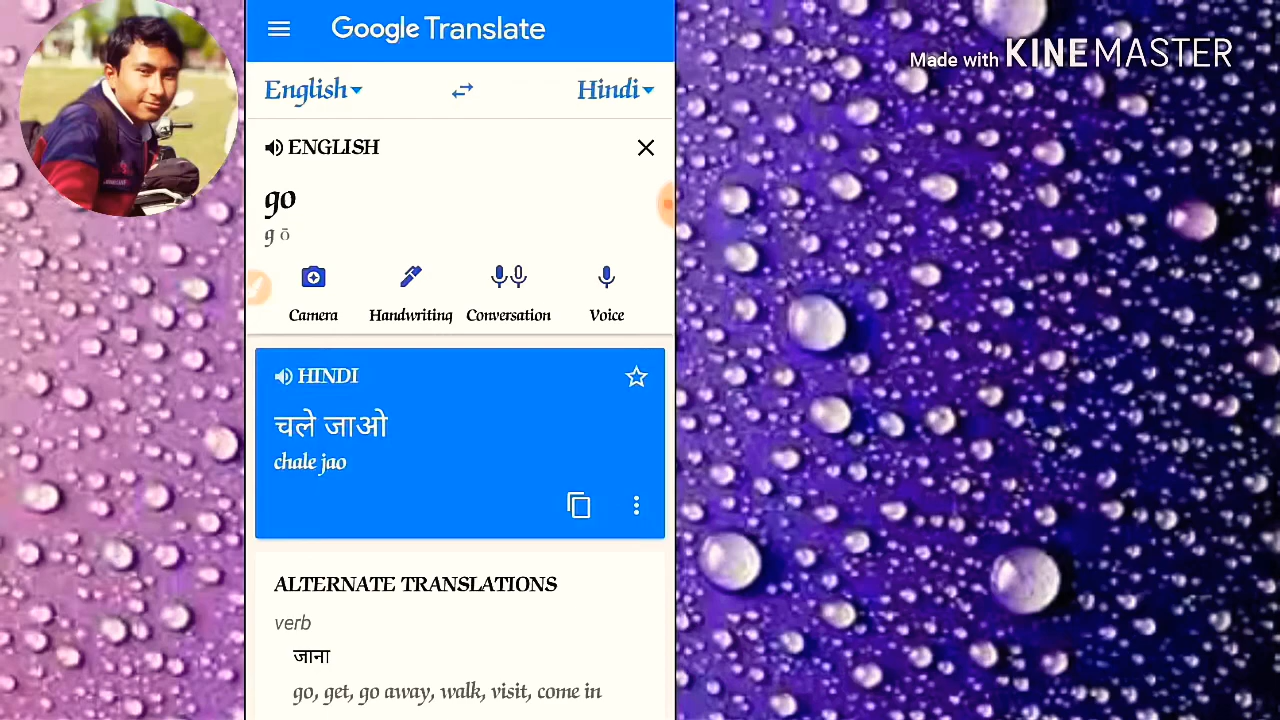 Google Translate
Made with KINEMASTER
English Hindi
ENGLISH
go
g ō
Camera Handwriting Conversation Voice
HINDI
चले जाओ
chale jao
ALTERNATE TRANSLATIONS
verb
जाना
go, get, go away, walk, visit, come in